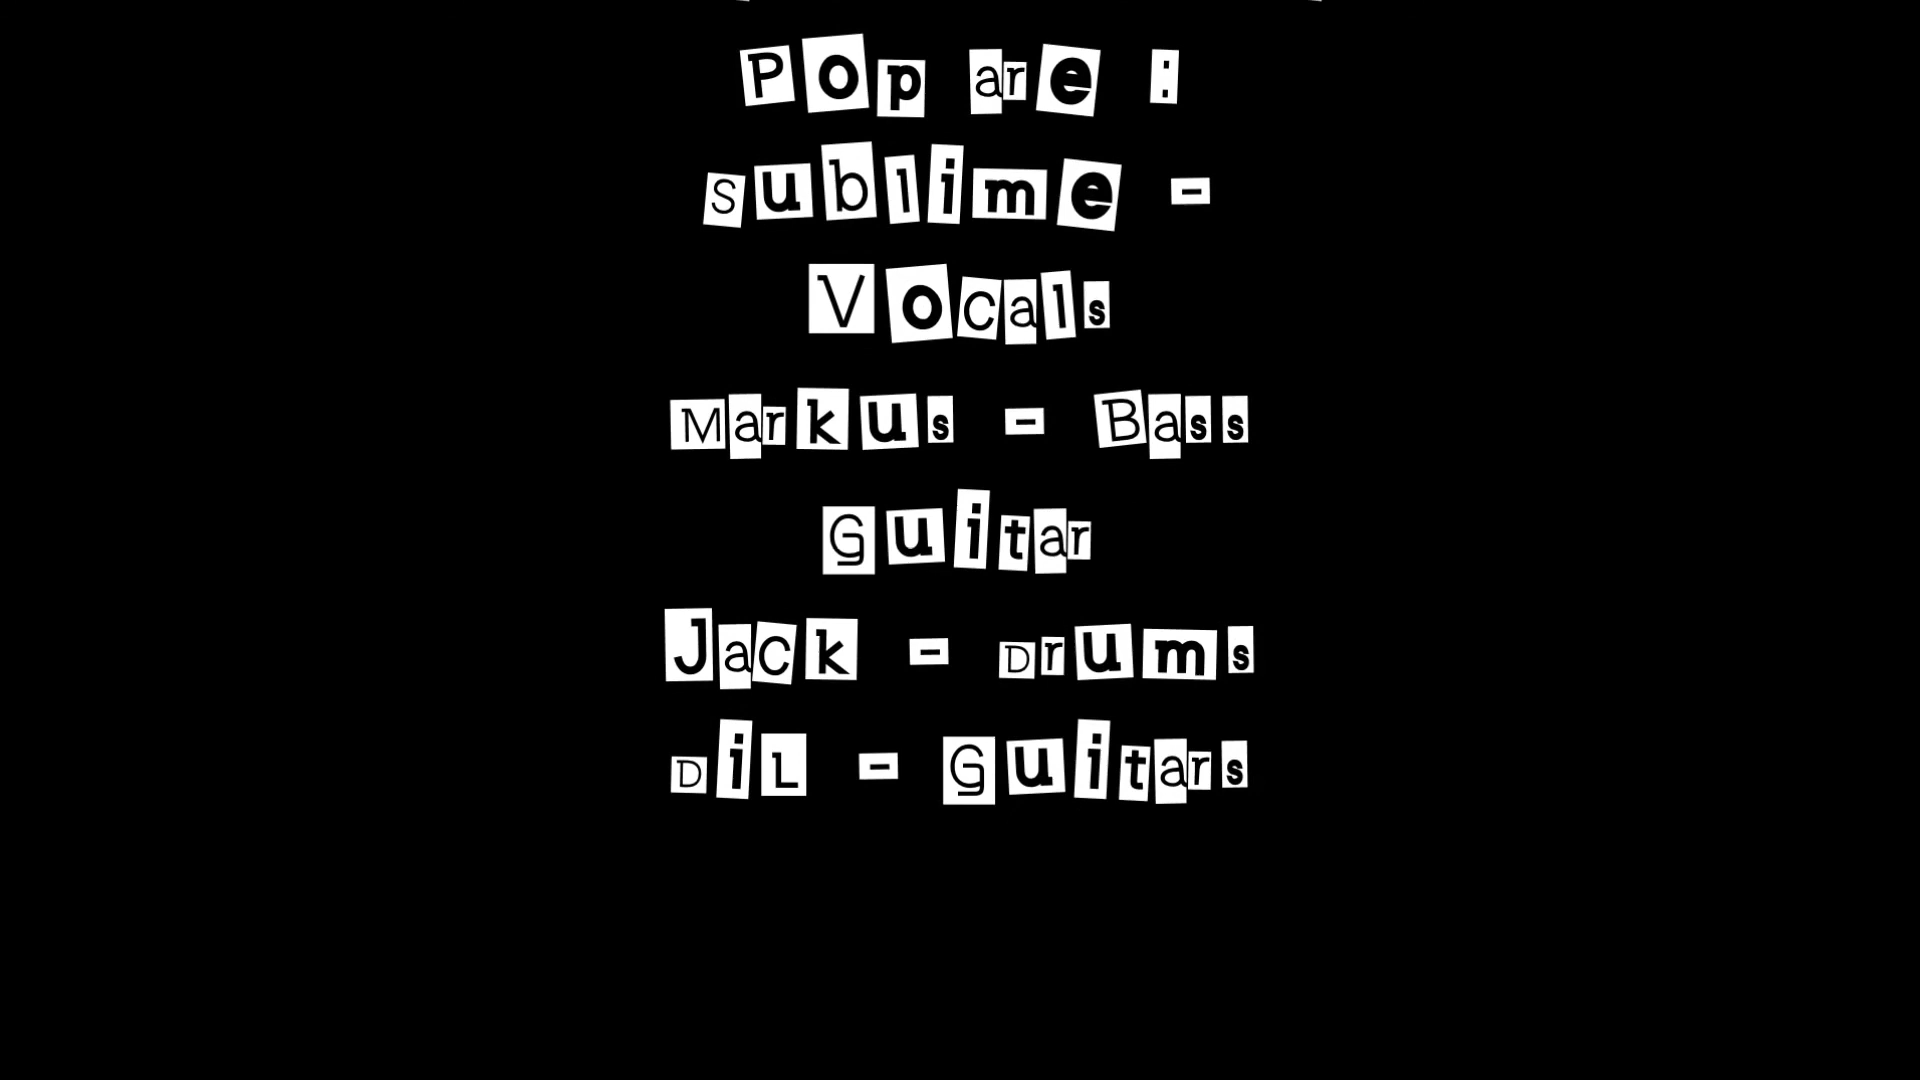 Pop are :
sublime -
Vocals
Markus - Bass
Guitar
Jack - Drums
DiL - Guitars